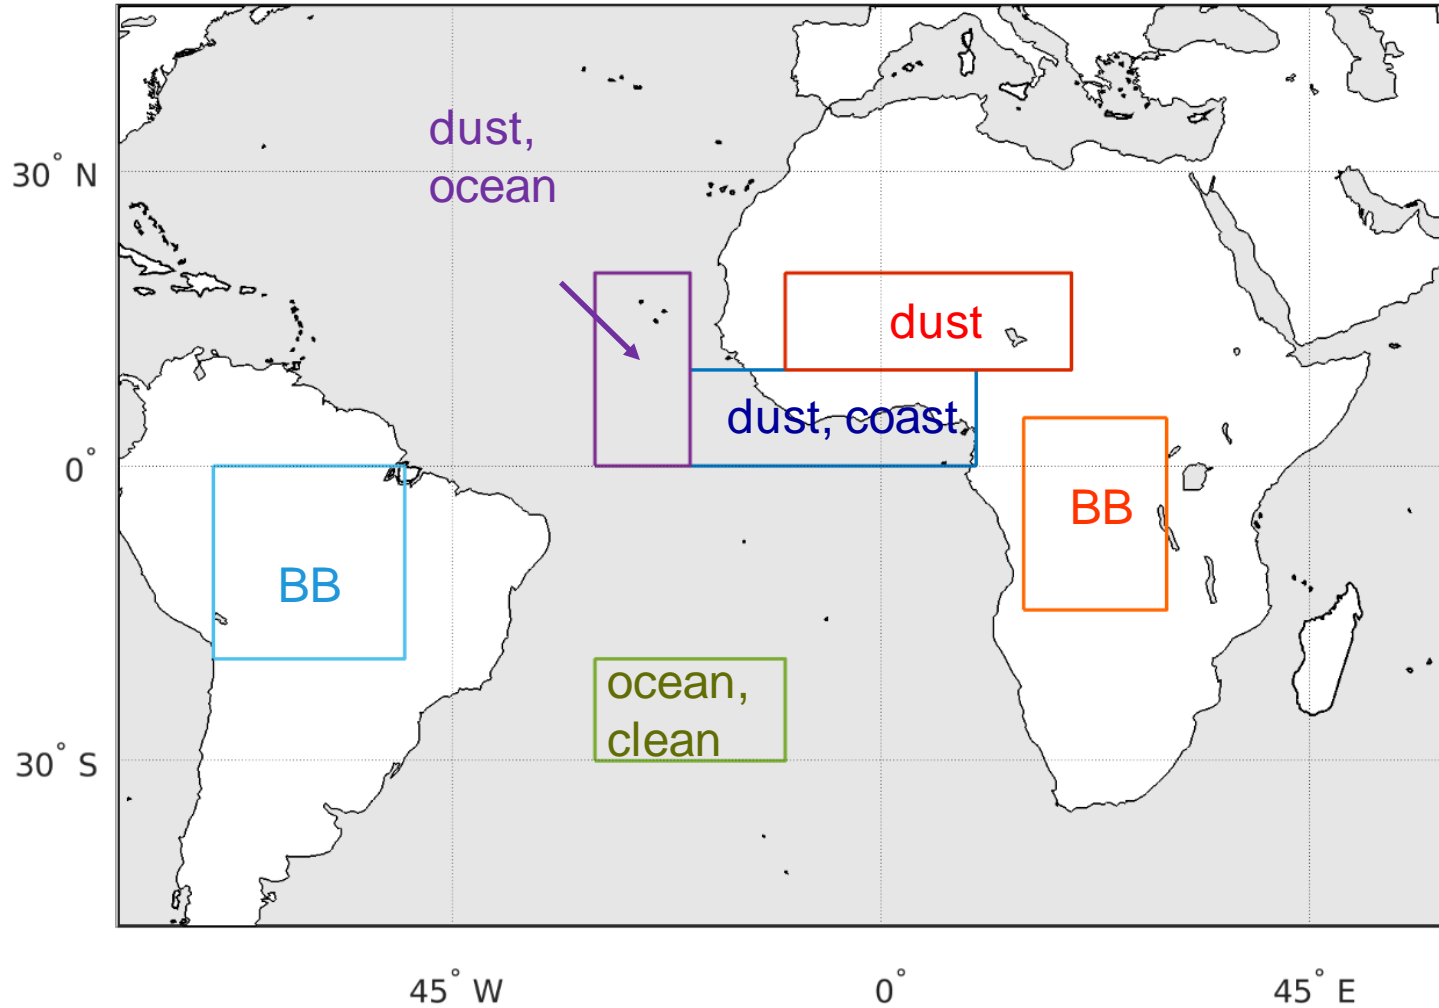 dust,
ocean
30° N
dust
dust, coast
0°
BB
BB
ocean,
clean
30° S
45° W
0°
45° E